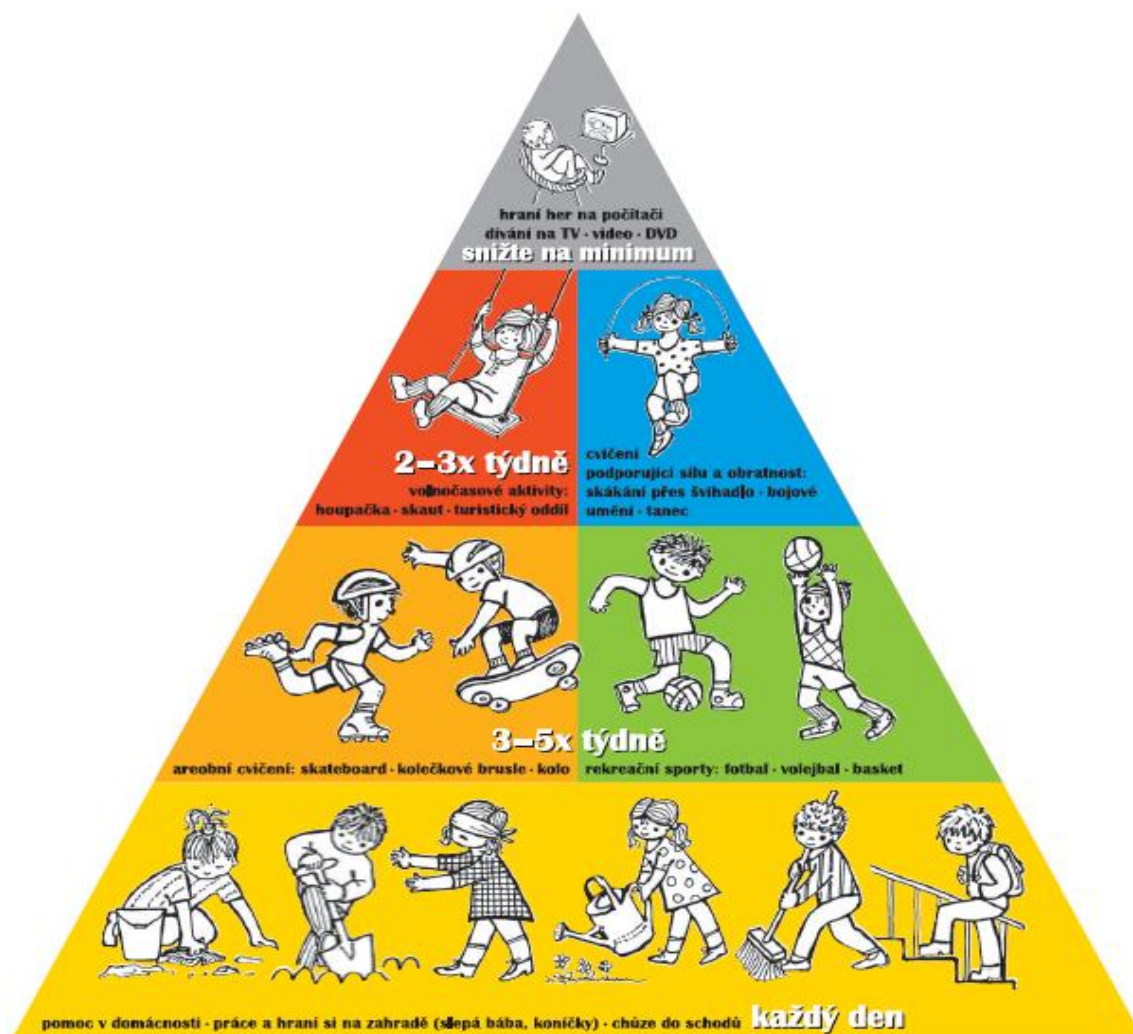 hraní her na počítači
dívání na TV · video · DVD
snižte na minimum
2–3x týdně
volnočasové aktivity:
houpačka · skaut · turistický oddíl
cvičení
podporující sílu a obratnost:
skákání přes švihadlo · bojové
umění · tanec
3–5x týdně
areobní cvičení: skateboard · kolečkové brusle · kolo
rekreační sporty: fotbal · volejbal · basket
pomoc v domácnosti · práce a hraní si na zahradě (slepá bába, koníčky) · chůze do schodů každý den